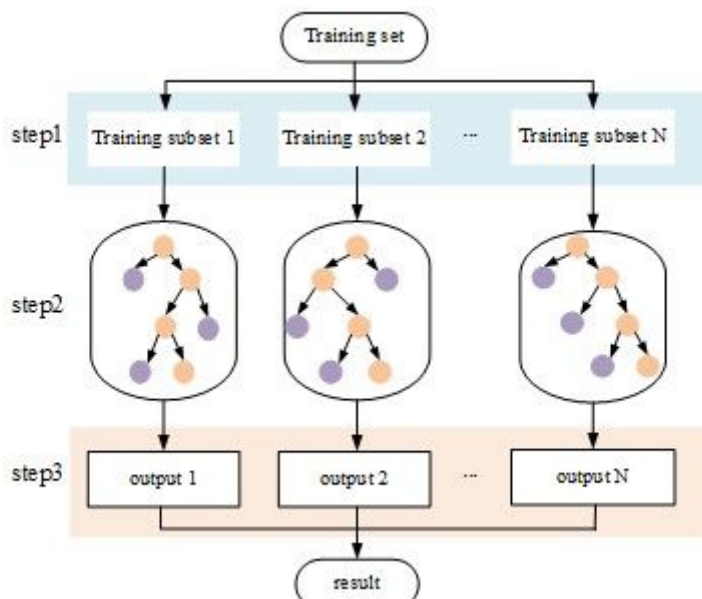 Training set
step1
Training subset 1
Training subset 2
...
Training subset N
step2
step3
output 1
output 2
...
output N
result